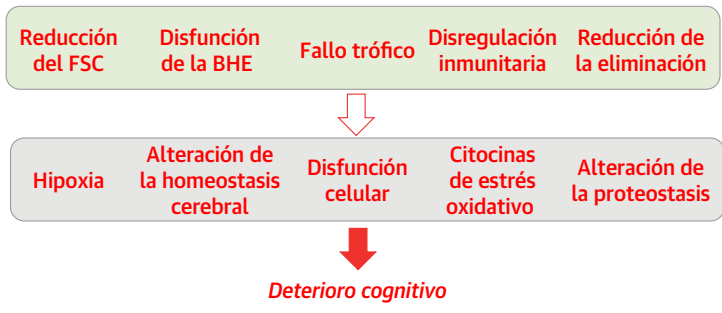 Reducción
del FSC
Disfunción
de la BHE
Fallo trófico
Disregulación
inmunitaria
Reducción de
la eliminación
Hipoxia
Alteración de
la homeostasis
cerebral
Disfunción
celular
Citocinas
de estrés
oxidativo
Alteración de
la proteostasis
Deterioro cognitivo